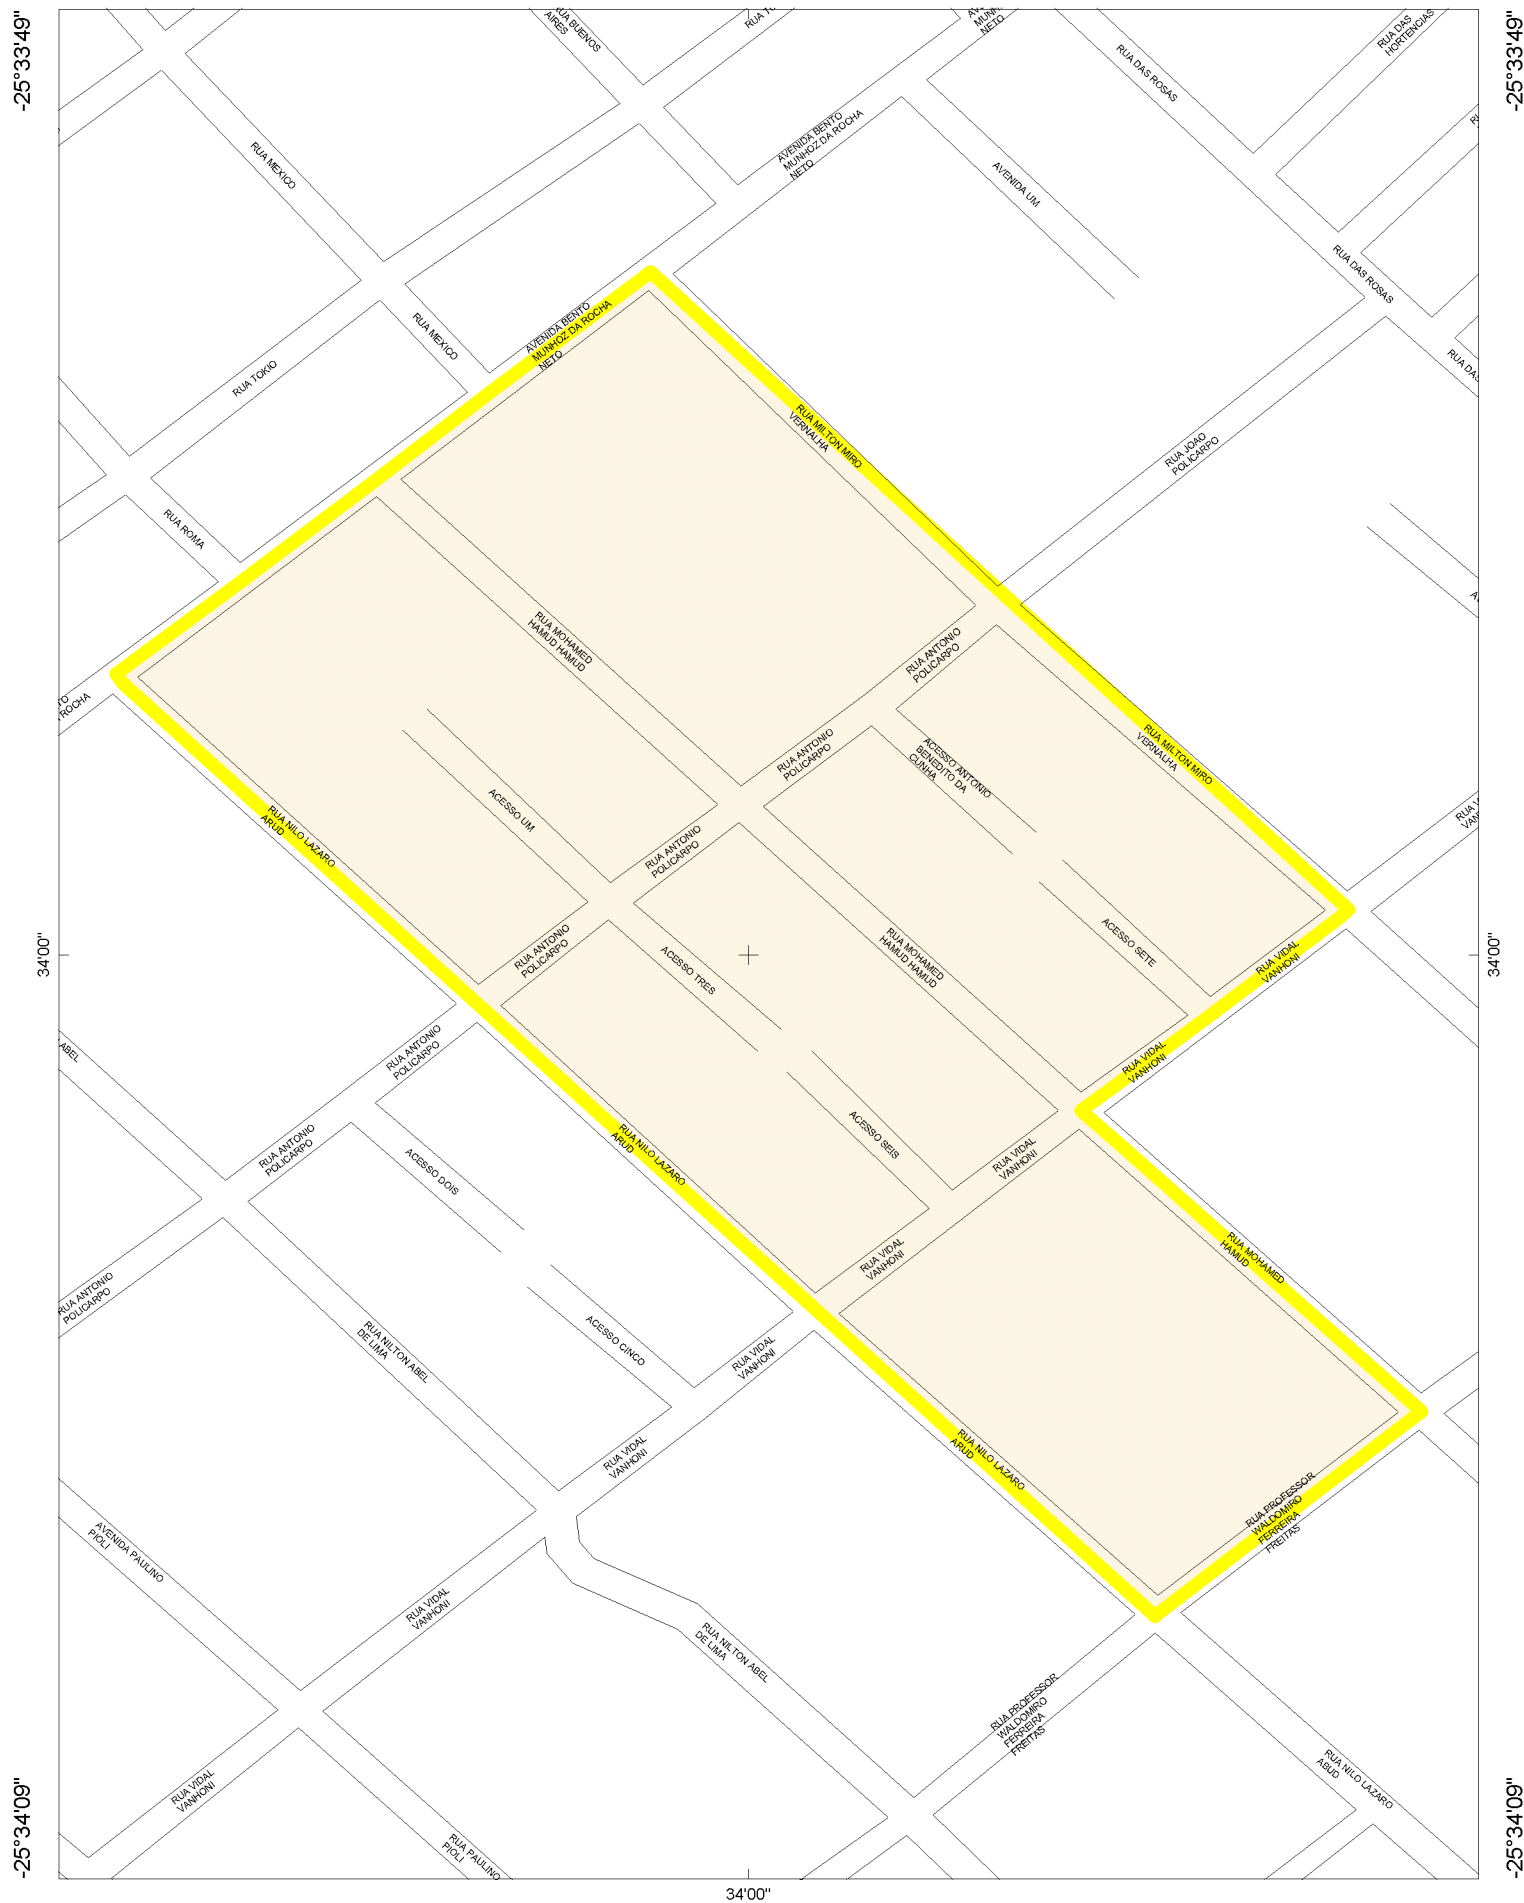 -25°33'49"
-25°33'49"
RUA BUENOS
AIRES
MUNHOZ
NETO
RUA DAS
HORTENCIAS
RUA DAS ROSAS
RUA MEXICO
AVENIDA BENTO
MUNHOZ DA ROCHA
NETO
AVENIDA UM
RUA DAS ROSAS
RUA MEXICO
AVENIDA BENTO
MUNHOZ DA ROCHA
NETO
RUA TOKIO
RUA DAS
RUA MILTON MIRO
VERNALHA
RUA JOAO
POLICARPO
RUA ROMA
RUA MOHAMED
HAMUD HAMUD
RUA ANTONIO
POLICARPO
TO
ROCHA
RUA ANTONIO
POLICARPO
ACESSO ANTONIO
BENEDITO DA
CUNHA
RUA MILTON MIRO
VERNALHA
ACESSO UM
RUA NILO LAZARO
ARUD
RUA ANTONIO
POLICARPO
RUA ANTONIO
POLICARPO
ACESSO TRES
RUA MOHAMED
HAMUD HAMUD
ACESSO SETE
RUA VIDAL
VANHONI
34'00"
34'00"
ABEL
RUA ANTONIO
POLICARPO
RUA VIDAL
VANHONI
RUA ANTONIO
POLICARPO
ACESSO DOIS
RUA NILO LAZARO
ARUD
ACESSO SEIS
RUA VIDAL
VANHONI
RUA VIDAL
VANHONI
RUA MOHAMED
HAMUD
RUA ANTONIO
POLICARPO
RUA NILTON ABEL
DE LIMA
ACESSO CINCO
RUA VIDAL
VANHONI
RUA VIDAL
VANHONI
RUA NILO LAZARO
ARUD
RUA PROFESSOR
WALDOMIRO
FERREIRA
FREITAS
AVENIDA PAULINO
PIOLI
RUA VIDAL
VANHONI
RUA NILTON ABEL
DE LIMA
RUA PROFESSOR
WALDOMIRO
FERREIRA
FREITAS
RUA VIDAL
VANHONI
RUA NILO LAZARO
ABUD
RUA PAULINO
PIOLI
-25°34'09"
-25°34'09"
34'00"